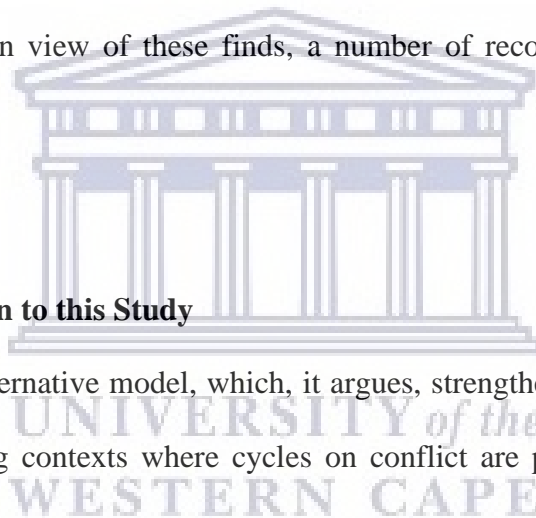 n view of these finds, a number of reco
n to this Study
ernative model, which, it argues, strengthe
UNIVERSITY of the
g contexts where cycles on conflict are p
WESTERN CAPE